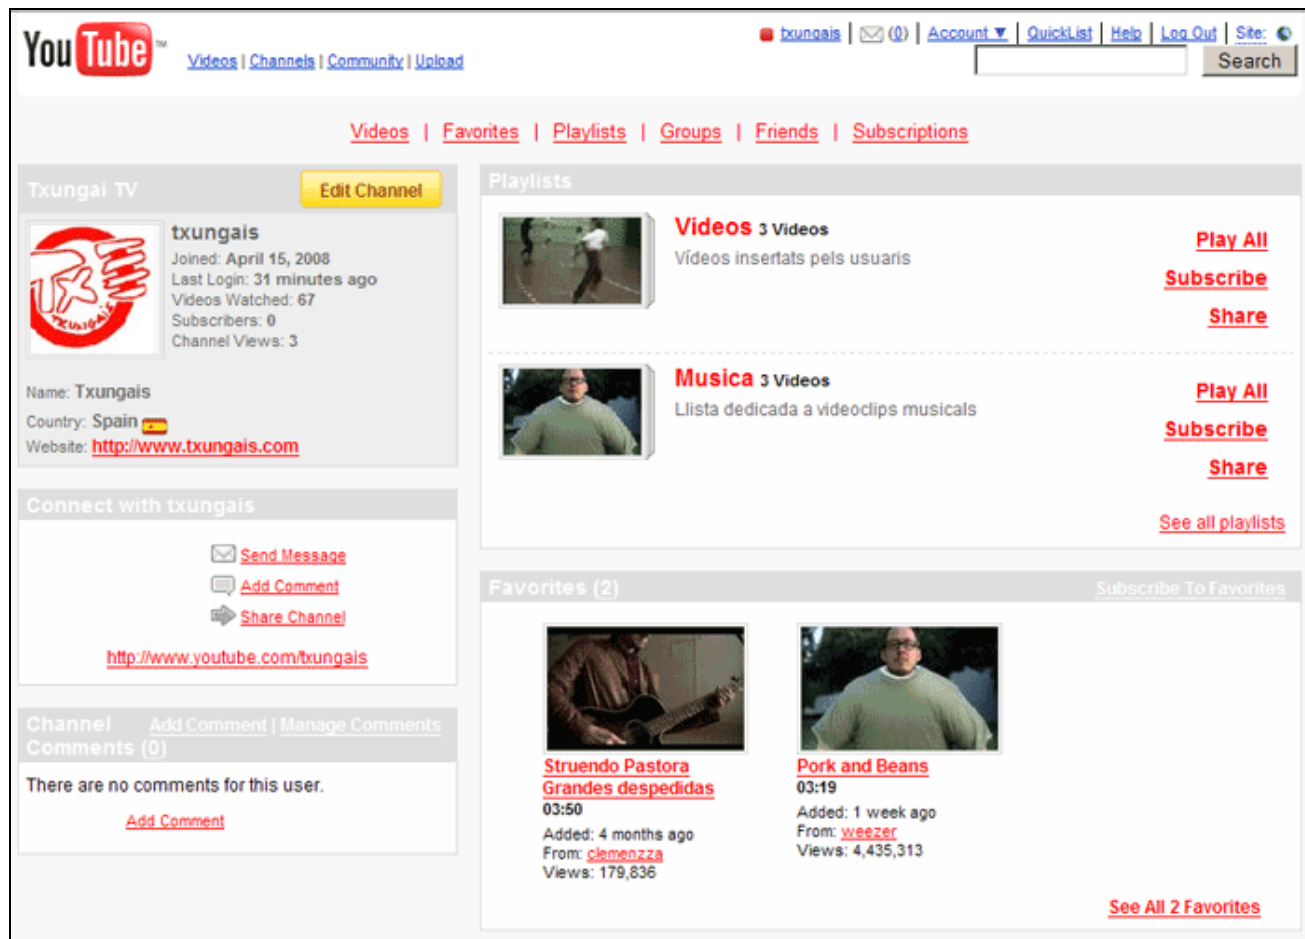 YouTube™
Videos | Channels | Community | Upload
txungais | (0) | Account ▼ | QuickList | Help | Log Out | Site:
Search
Videos | Favorites | Playlists | Groups | Friends | Subscriptions
Txungai TV
Edit Channel
TXUNGAIS
txungais
Joined: April 15, 2008
Last Login: 31 minutes ago
Videos Watched: 67
Subscribers: 0
Channel Views: 3
Name: Txungais
Country: Spain
Website: http://www.txungais.com
Connect with txungais
Send Message
Add Comment
Share Channel
http://www.youtube.com/txungais
Channel Comments (0)
Add Comment | Manage Comments
There are no comments for this user.
Add Comment
Playlists
Videos 3 Videos
Vídeos insertats pels usuaris
Play All
Subscribe
Share
Musica 3 Videos
Llista dedicada a videoclips musicals
Play All
Subscribe
Share
See all playlists
Favorites (2)
Subscribe To Favorites
Struendo Pastora
Grandes despedidas
03:50
Added: 4 months ago
From: clemenzza
Views: 179,836
Pork and Beans
03:19
Added: 1 week ago
From: weezer
Views: 4,435,313
See All 2 Favorites